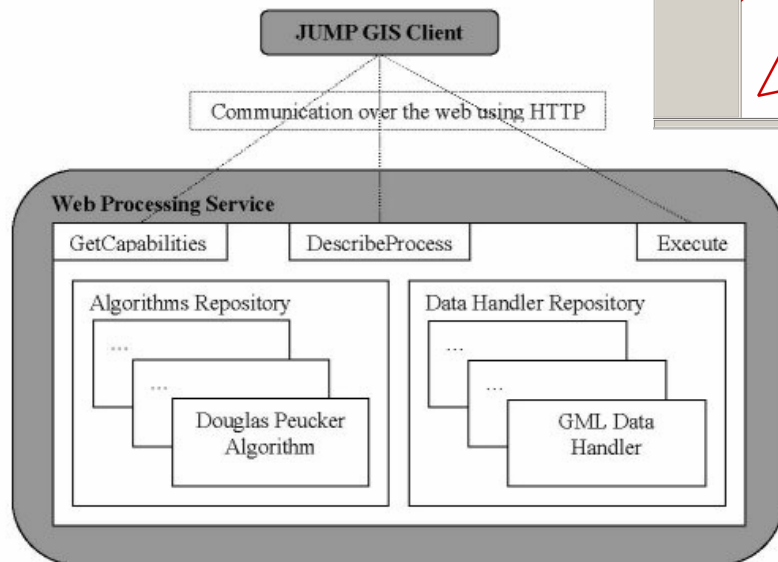 JUMP GIS Client
Communication over the web using HTTP
Web Processing Service
GetCapabilities
DescribeProcess
Execute
Algorithms Repository
...
...
Douglas Peucker
Algorithm
Data Handler Repository
...
...
GML Data
Handler